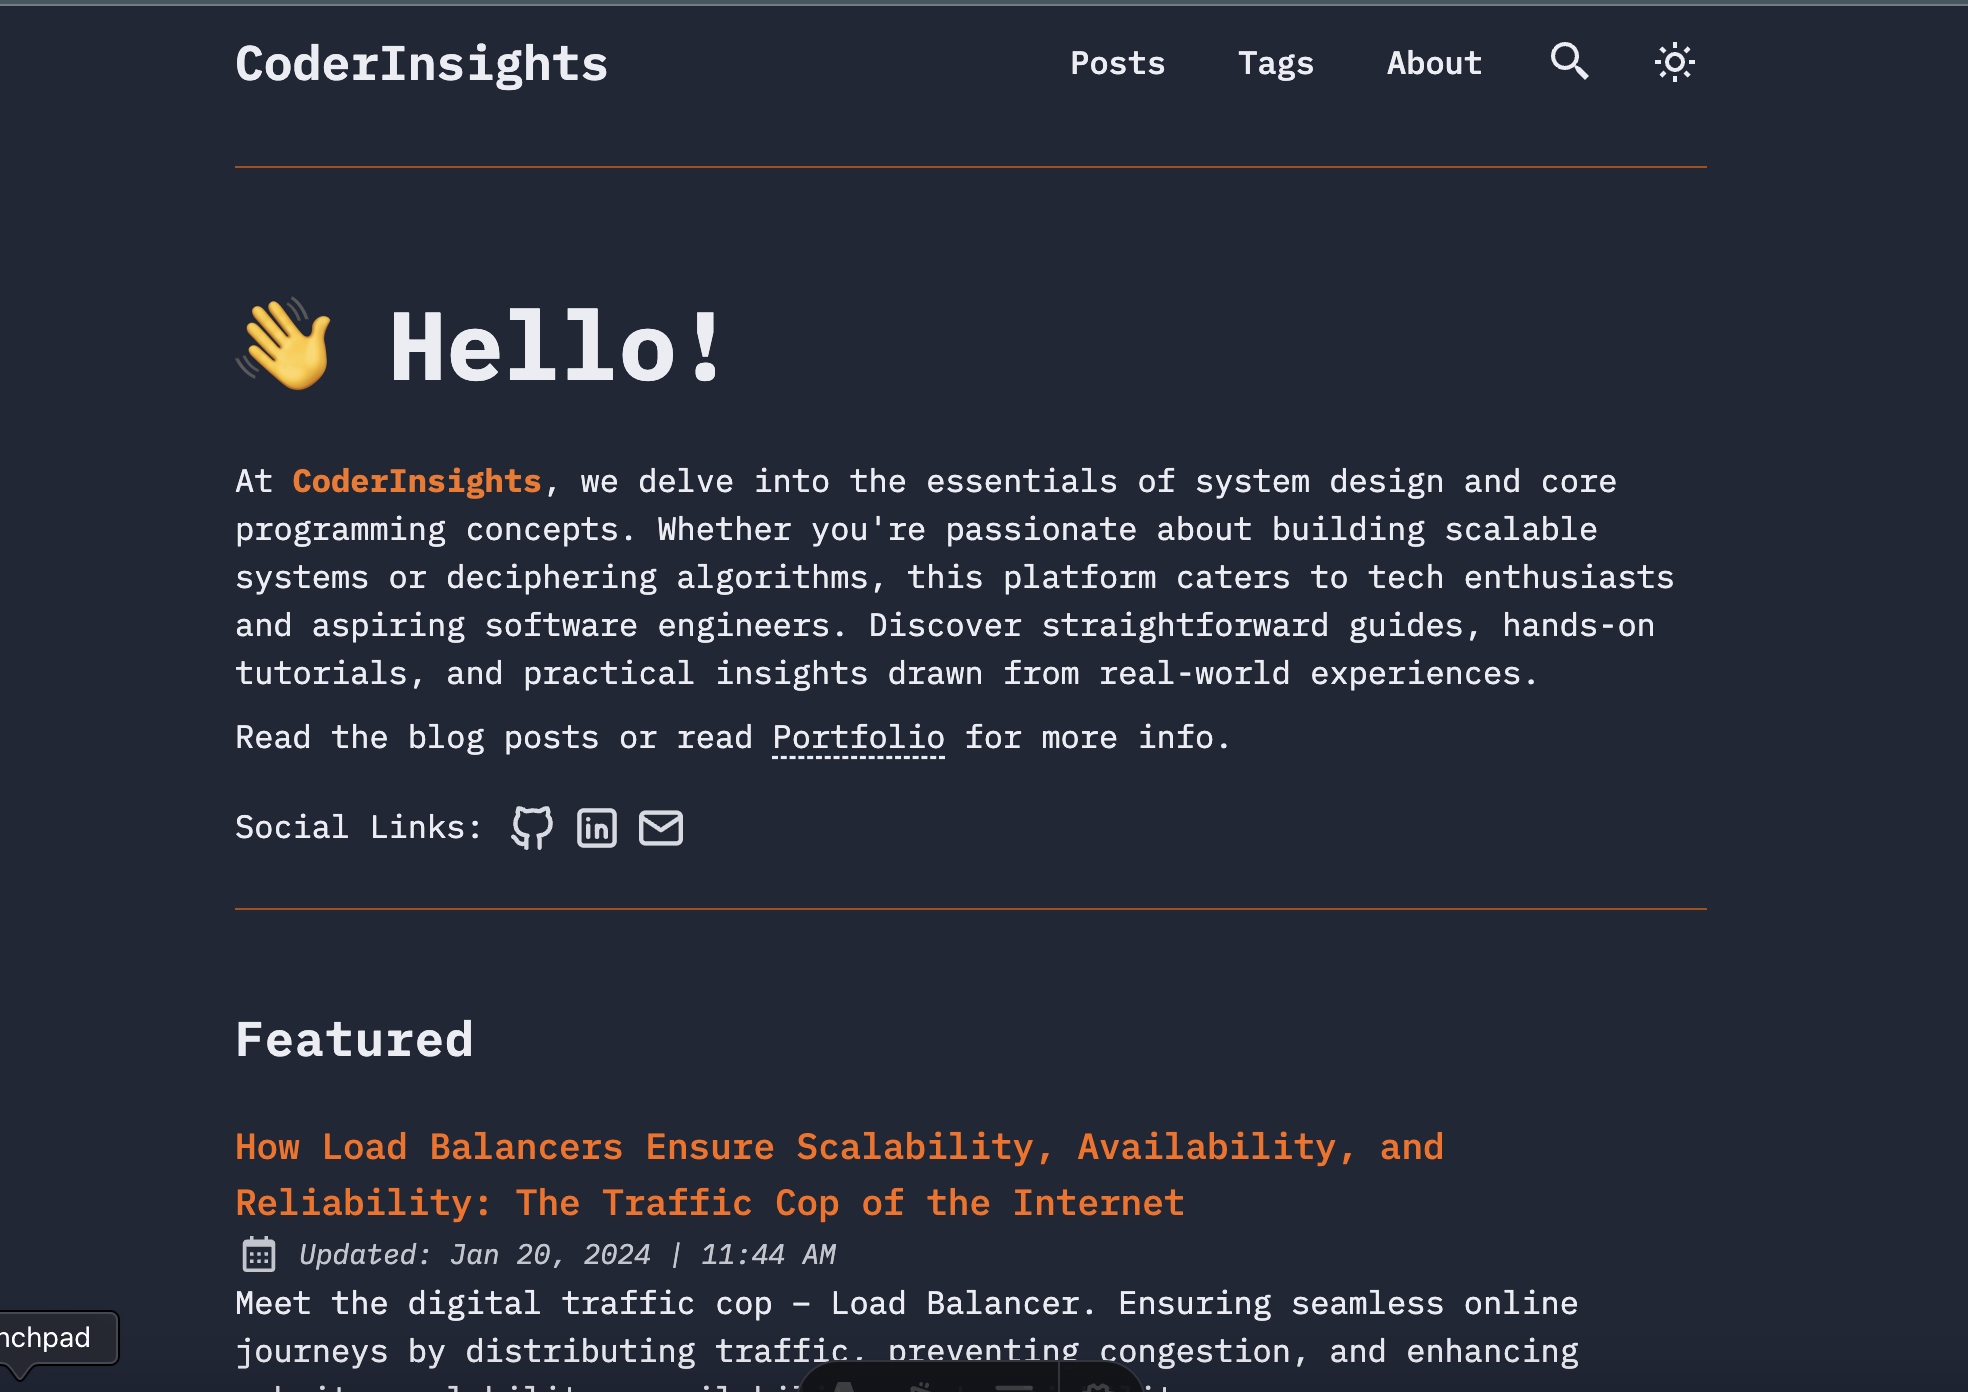 CoderInsights
Posts Tags About
Hello!
At CoderInsights, we delve into the essentials of system design and core
programming concepts. Whether you're passionate about building scalable
systems or deciphering algorithms, this platform caters to tech enthusiasts
and aspiring software engineers. Discover straightforward guides, hands-on
tutorials, and practical insights drawn from real-world experiences.
Read the blog posts or read Portfolio for more info.
Social Links:
Featured
How Load Balancers Ensure Scalability, Availability, and
Reliability: The Traffic Cop of the Internet
Updated: Jan 20, 2024 | 11:44 AM
Meet the digital traffic cop – Load Balancer. Ensuring seamless online
nchpad
journeys by distributing traffic, preventing congestion, and enhancing